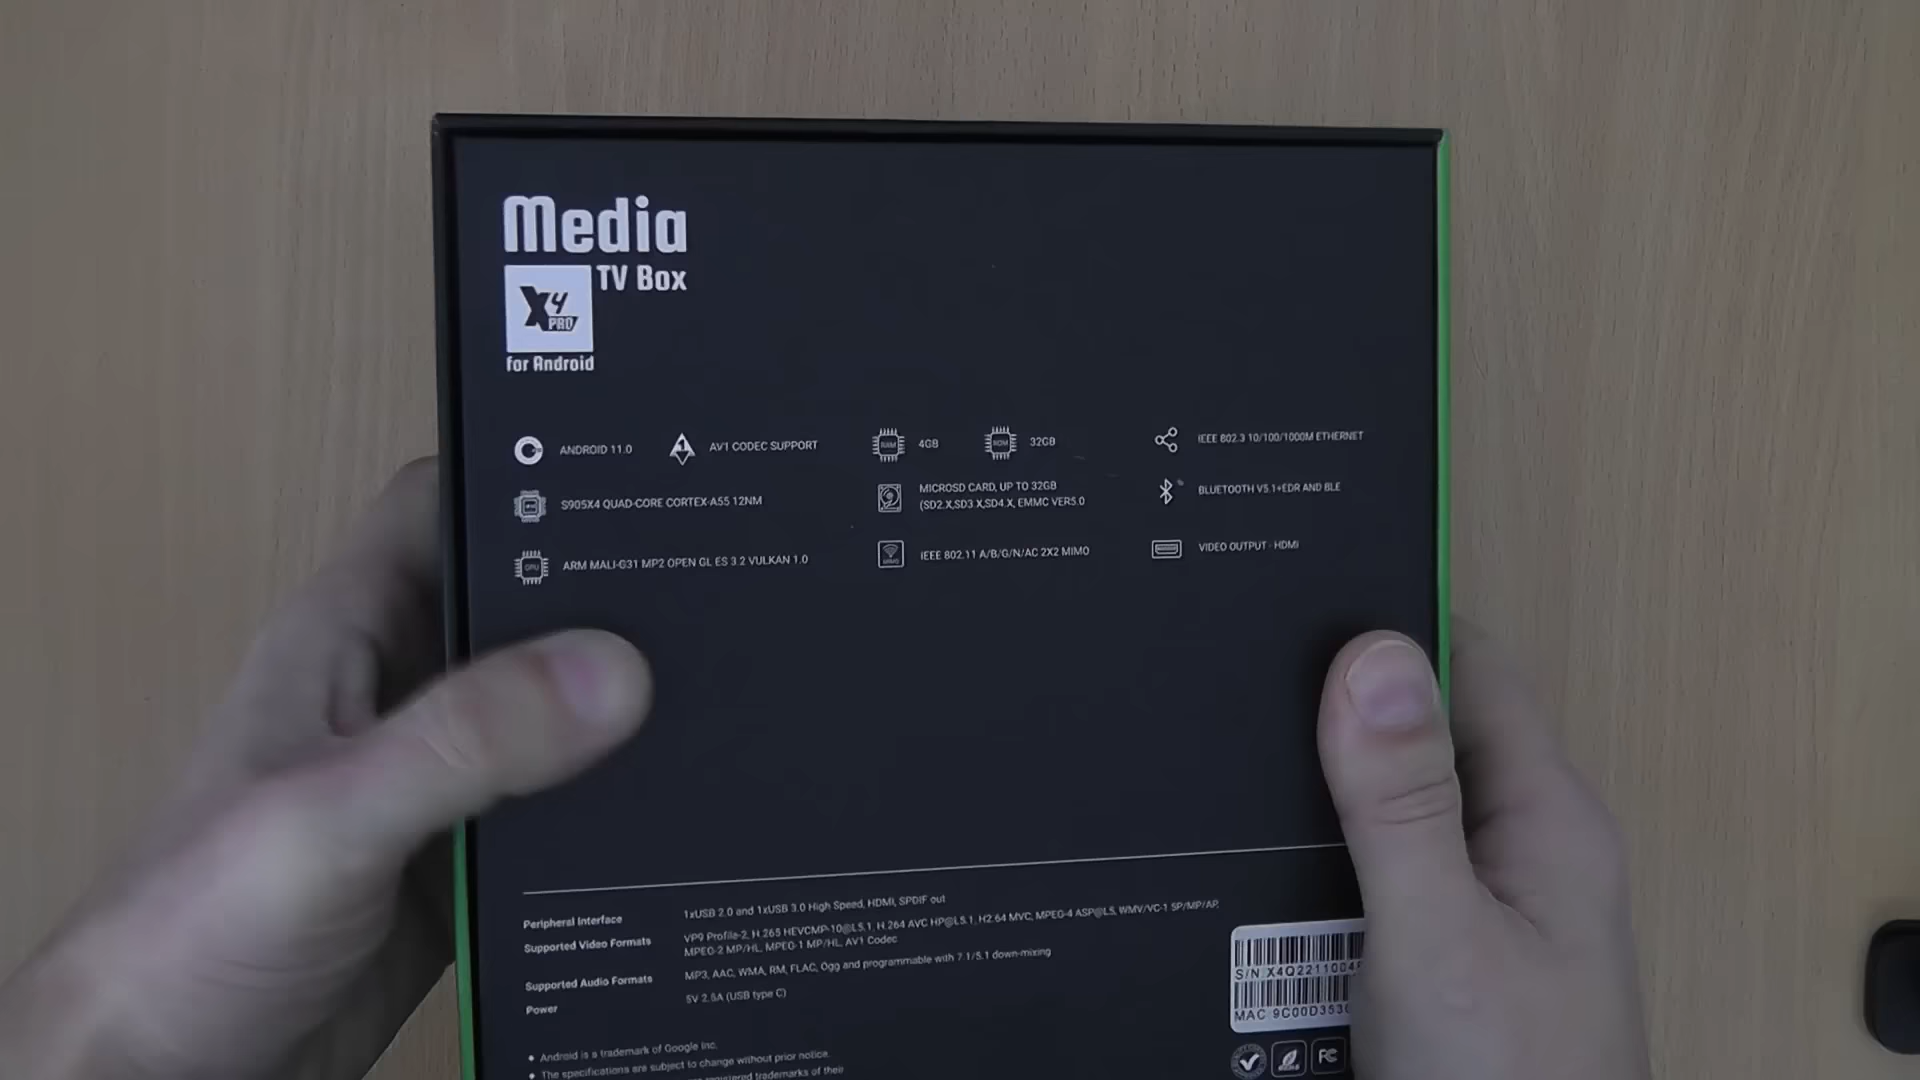 Media
TV Box
X4
PRO
for Android
ANDROID 11.0
AV1 CODEC SUPPORT
RAM
4GB
ROM
32GB
IEEE 802.3 10/100/1000M ETHERNET
S905X4 QUAD-CORE CORTEX-A55 12NM
MICROSD CARD, UP TO 32GB
(SD2.X,SD3.X,SD4.X, EMMC VER5.0
BLUETOOTH V5.1+EDR AND BLE
GPU
ARM MALI-G31 MP2 OPEN GL ES 3.2 VULKAN 1.0
IEEE 802.11 A/B/G/N/AC 2X2 MIMO
VIDEO OUTPUT - HDMI
Peripheral Interface 1xUSB 2.0 and 1xUSB 3.0 High Speed, HDMI, SPDIF out
Supported Video Formats VP9 Profile-2, H.265 HEVCMP-10@L5.1, H.264 AVC HP@L5.1, H2.64 MVC, MPEG-4 ASP@L5, WMV/VC-1 SP/MP/AP,
MPEG-2 MP/HL, MPEG-1 MP/HL, AV1 Codec
Supported Audio Formats MP3, AAC, WMA, RM, FLAC, Ogg and programmable with 7.1/5.1 down-mixing
Power 5V 2.5A (USB type C)
S/N X4Q2211004
MAC 9C00D353
• Android is a trademark of Google Inc.
• The specifications are subject to change without prior notice.
registered trademarks of their
FC